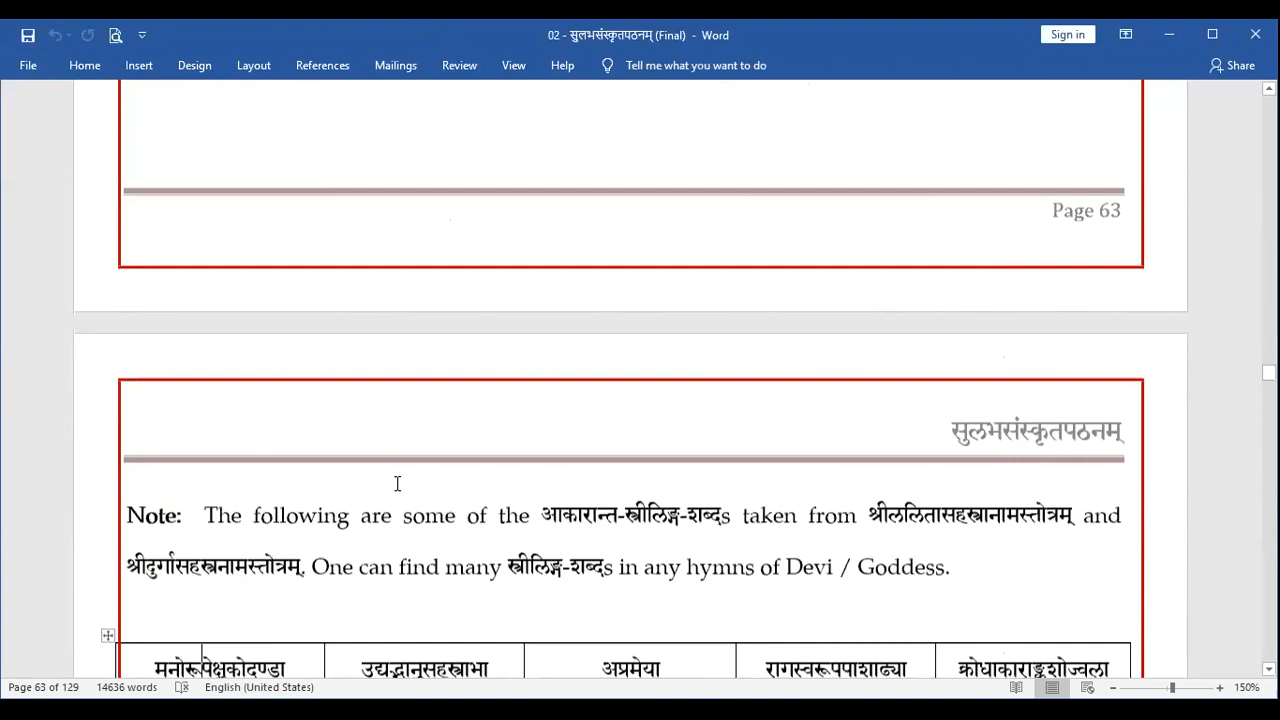 02 - सुलभसंस्कृतपठनम् (Final) - Word
Sign in
File Home Insert Design Layout References Mailings Review View Help Tell me what you want to do Share
Page 63
सुलभसंस्कृतपठनम्
Note: The following are some of the आकारान्त-स्त्रीलिङ्ग-शब्दs taken from श्रीललितासहस्त्रानामस्तोत्रम् and
श्रीदुर्गासहस्त्रनामस्तोत्रम्. One can find many स्त्रीलिङ्ग-शब्दs in any hymns of Devi / Goddess.
मनोरूपेक्षुकोदण्डा उद्यद्भानुसहस्त्राभा अप्रमेया रागस्वरूपपाशाढ्या क्रोधाकाराङ्कुशोज्वला
Page 63 of 129 14636 words English (United States) 150%